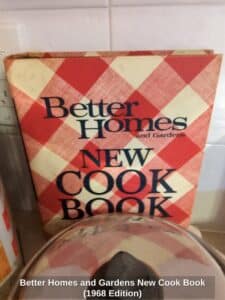 Better
Homes
and Gardens
NEW
COOK
BOOK
Better Homes and Gardens New Cook Book
(1968 Edition)